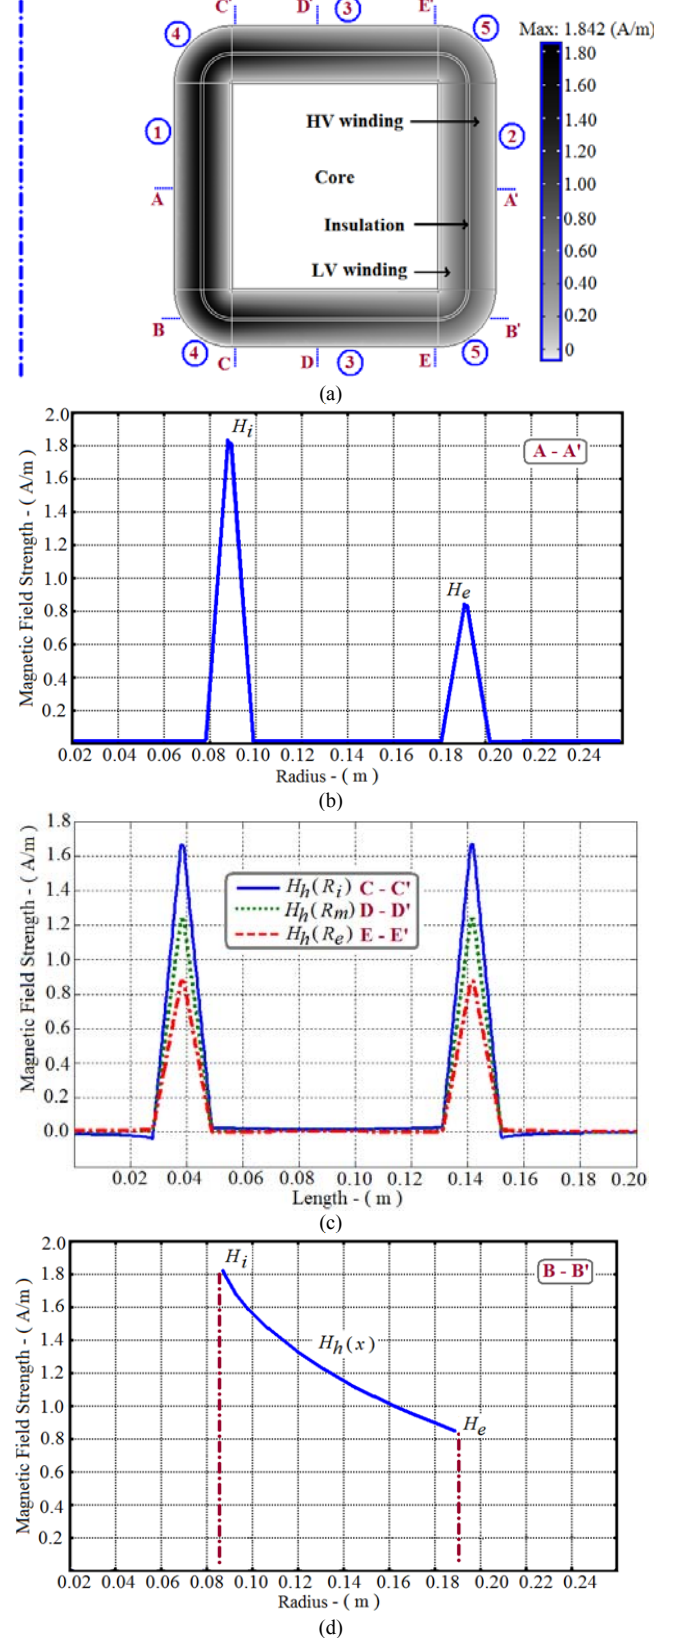 C' D' 3 E'
4 5 Max: 1.842 (A/m)
1.80
1.60
1 HV winding 2 1.40
1.20
Core
A A' 1.00
Insulation 0.80
0.60
LV winding 0.40
B B' 0.20
4 C D 3 E 5 0
(a)
2.0
1.8
1.6
1.4
1.2
1.0
0.8
0.6
0.4
0.2
Magnetic Field Strength - ( A/m )
Hi
He
A - A'
0.02 0.04 0.06 0.08 0.10 0.12 0.14 0.16 0.18 0.20 0.22 0.24
Radius - ( m )
(b)
1.8
1.6
1.4
1.2
1.0
0.8
0.6
0.4
0.2
0.0
Magnetic Field Strength - ( A/m )
Hh(Ri) C - C'
Hh(Rm) D - D'
Hh(Re) E - E'
0.02 0.04 0.06 0.08 0.10 0.12 0.14 0.16 0.18 0.20
Length - ( m )
(c)
2.0
1.8
1.6
1.4
1.2
1.0
0.8
0.6
0.4
0.2
Magnetic Field Strength - ( A/m )
Hi
Hh(x)
He
B - B'
0.02 0.04 0.06 0.08 0.10 0.12 0.14 0.16 0.18 0.20 0.22 0.24
Radius - ( m )
(d)